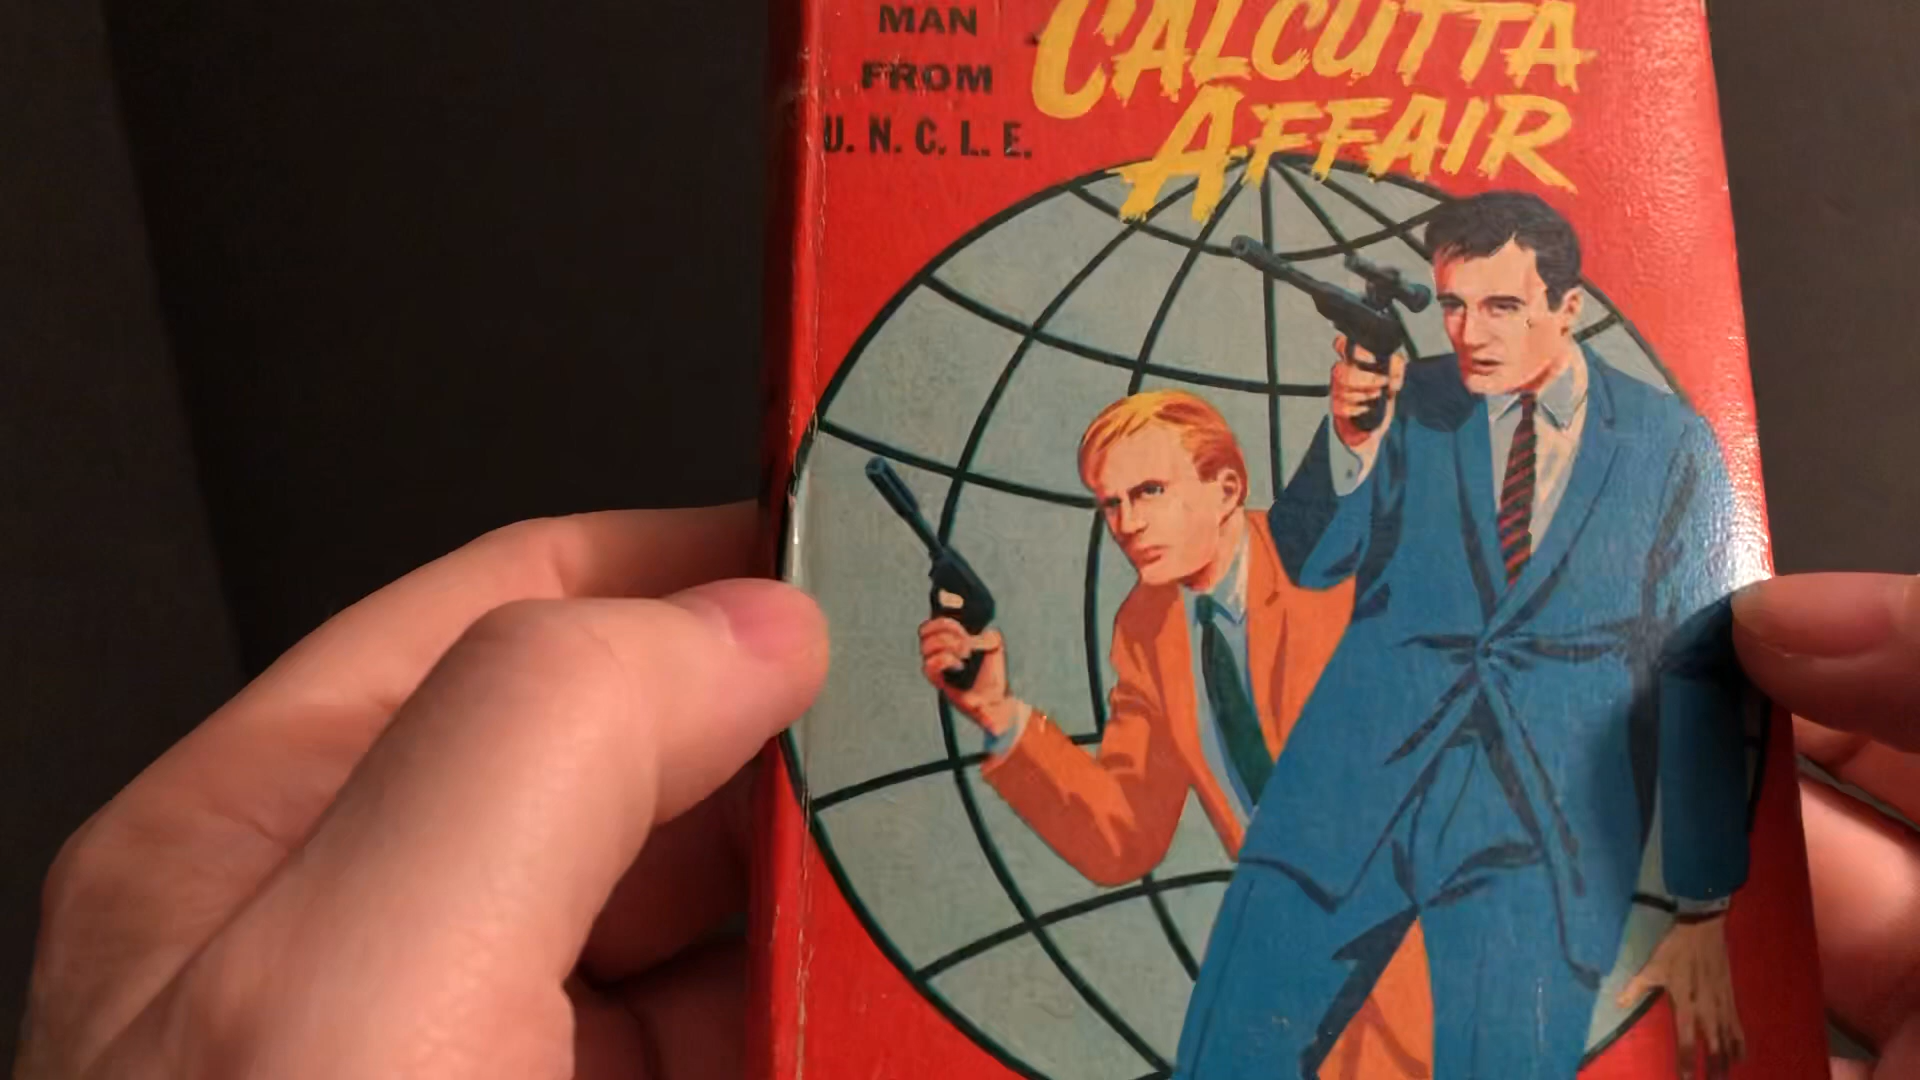 MAN
FROM
U. N. C. L. E.
CALCUTTA
AFFAIR